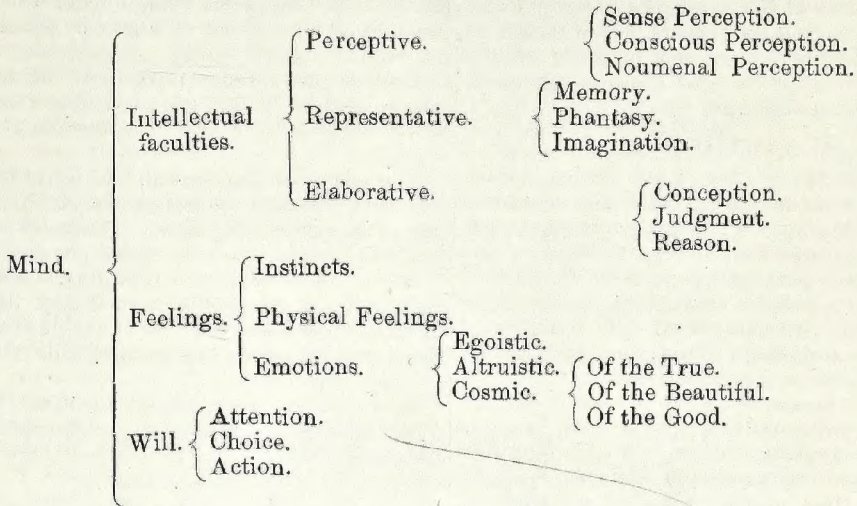 Perceptive.
Sense Perception.
Conscious Perception.
Noumenal Perception.
Intellectual
faculties.
Representative.
Memory.
Phantasy.
Imagination.
Elaborative.
Conception.
Judgment.
Reason.
Mind.
Feelings.
Instincts.
Physical Feelings.
Emotions.
Egoistic.
Altruistic.
Cosmic.
Of the True.
Of the Beautiful.
Of the Good.
Will.
Attention.
Choice.
Action.